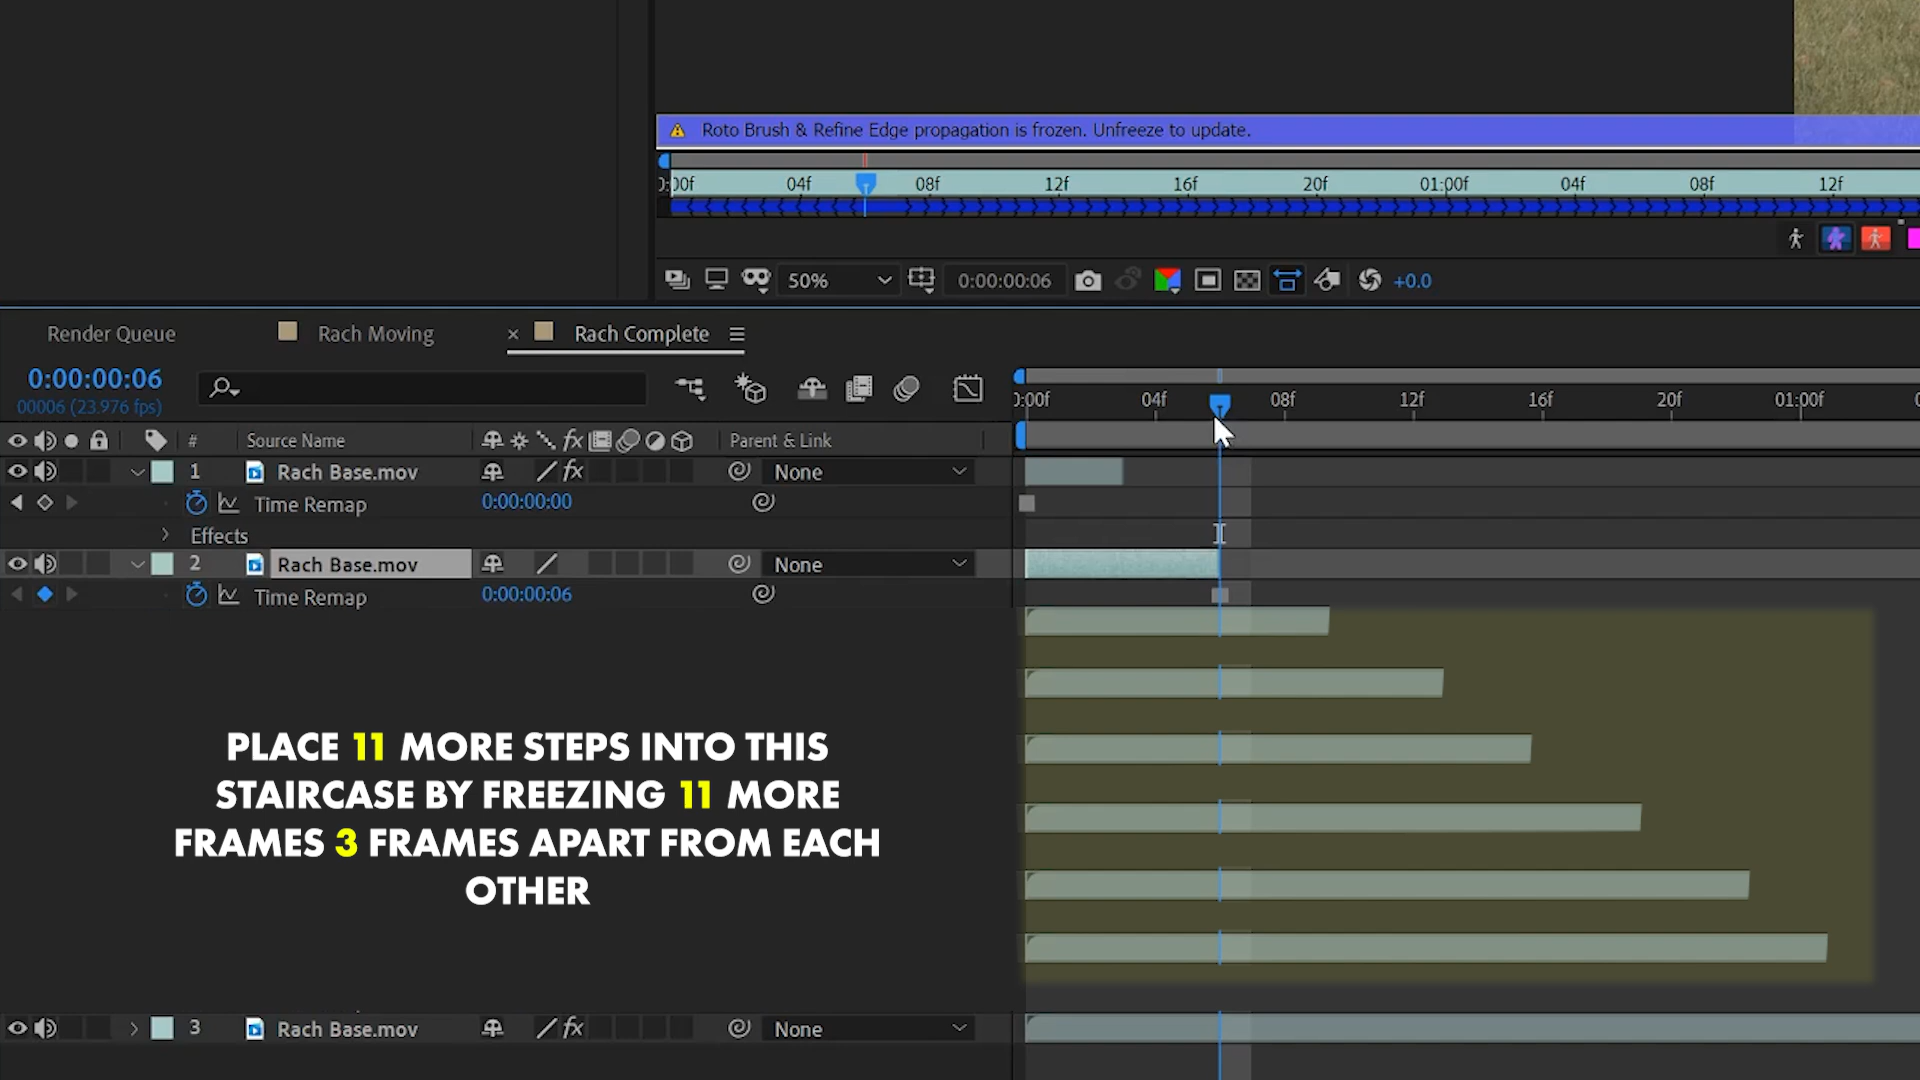 Roto Brush & Refine Edge propagation is frozen. Unfreeze to update.
):00f 04f 08f 12f 16f 20f 01:00f 04f 08f 12f
50% 0:00:00:06 +0.0
Render Queue Rach Moving × Rach Complete
0:00:00:06
00006 (23.976 fps)
):00f 04f 08f 12f 16f 20f 01:00f
# Source Name fx Parent & Link
1 Rach Base.mov fx None
Time Remap 0:00:00:00
Effects
2 Rach Base.mov None
Time Remap 0:00:00:06
PLACE 11 MORE STEPS INTO THIS
STAIRCASE BY FREEZING 11 MORE
FRAMES 3 FRAMES APART FROM EACH
OTHER
3 Rach Base.mov fx None